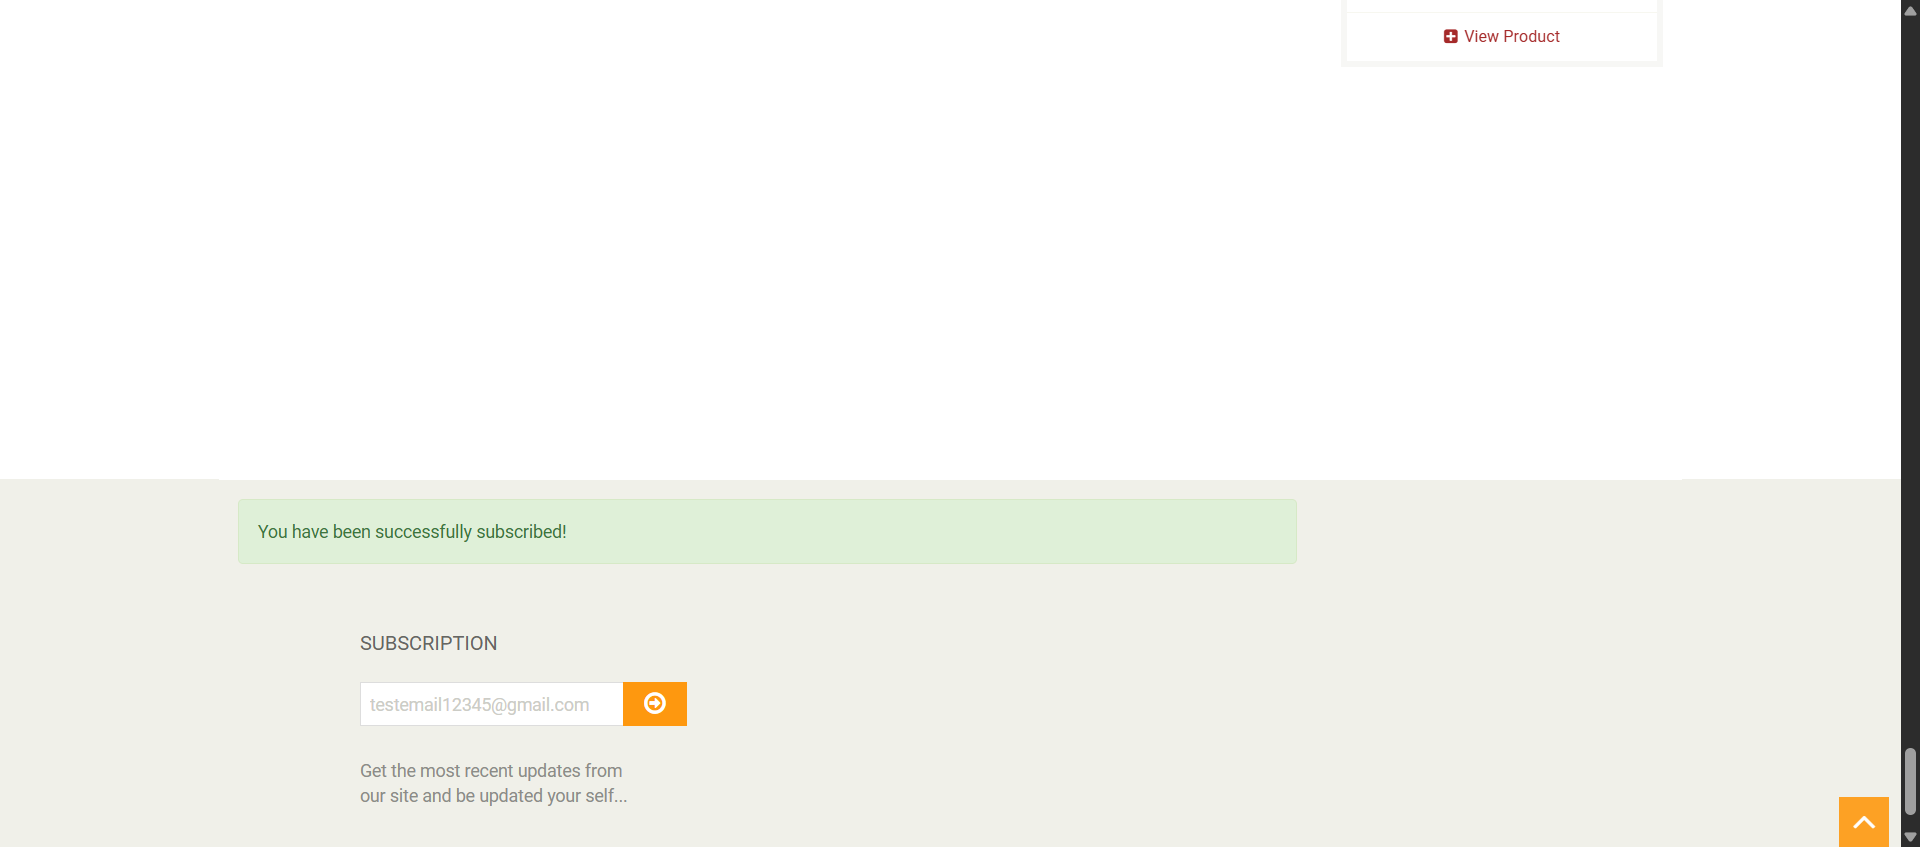 View Product
You have been successfully subscribed!
SUBSCRIPTION
testemail12345@gmail.com
Get the most recent updates from
our site and be updated your self...